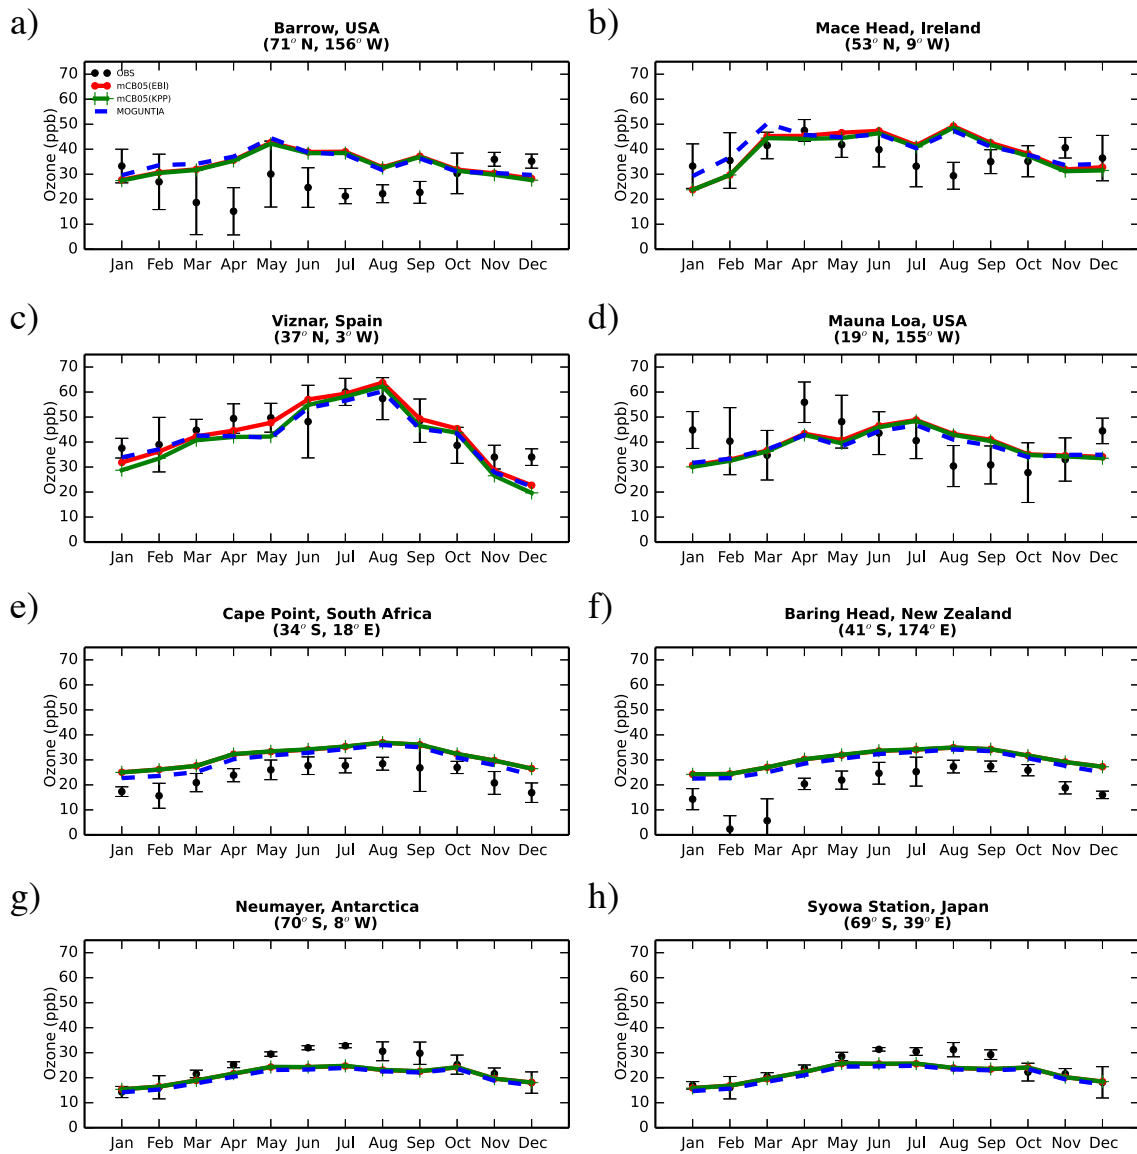 a)
Barrow, USA
(71° N, 156° W)
Ozone (ppb)
70
60
50
40
30
20
10
0
OBS
mCB05(EBI)
mCB05(KPP)
MOGUNTIA
Jan Feb Mar Apr May Jun Jul Aug Sep Oct Nov Dec
b)
Mace Head, Ireland
(53° N, 9° W)
Ozone (ppb)
70
60
50
40
30
20
10
0
Jan Feb Mar Apr May Jun Jul Aug Sep Oct Nov Dec
c)
Viznar, Spain
(37° N, 3° W)
Ozone (ppb)
70
60
50
40
30
20
10
0
Jan Feb Mar Apr May Jun Jul Aug Sep Oct Nov Dec
d)
Mauna Loa, USA
(19° N, 155° W)
Ozone (ppb)
70
60
50
40
30
20
10
0
Jan Feb Mar Apr May Jun Jul Aug Sep Oct Nov Dec
e)
Cape Point, South Africa
(34° S, 18° E)
Ozone (ppb)
70
60
50
40
30
20
10
0
Jan Feb Mar Apr May Jun Jul Aug Sep Oct Nov Dec
f)
Baring Head, New Zealand
(41° S, 174° E)
Ozone (ppb)
70
60
50
40
30
20
10
0
Jan Feb Mar Apr May Jun Jul Aug Sep Oct Nov Dec
g)
Neumayer, Antarctica
(70° S, 8° W)
Ozone (ppb)
70
60
50
40
30
20
10
0
Jan Feb Mar Apr May Jun Jul Aug Sep Oct Nov Dec
h)
Syowa Station, Japan
(69° S, 39° E)
Ozone (ppb)
70
60
50
40
30
20
10
0
Jan Feb Mar Apr May Jun Jul Aug Sep Oct Nov Dec